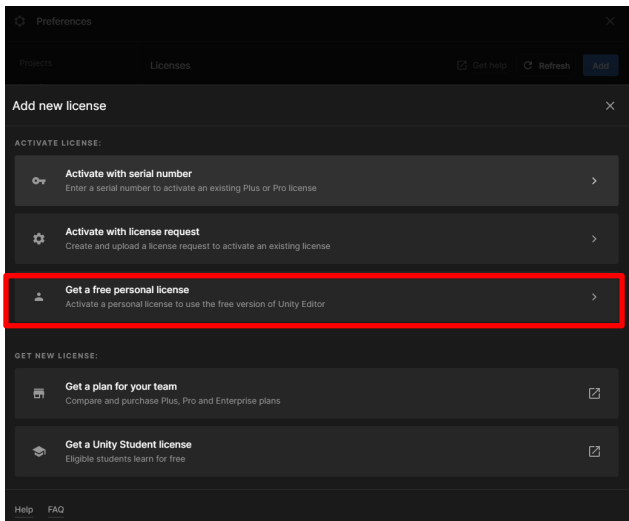 Preferences
Projects
Licenses
Get help
Refresh
Add
Add new license
ACTIVATE LICENSE:
Activate with serial number
Enter a serial number to activate an existing Plus or Pro license
Activate with license request
Create and upload a license request to activate an existing license
Get a free personal license
Activate a personal license to use the free version of Unity Editor
GET NEW LICENSE:
Get a plan for your team
Compare and purchase Plus, Pro and Enterprise plans
Get a Unity Student license
Eligible students learn for free
Help FAQ